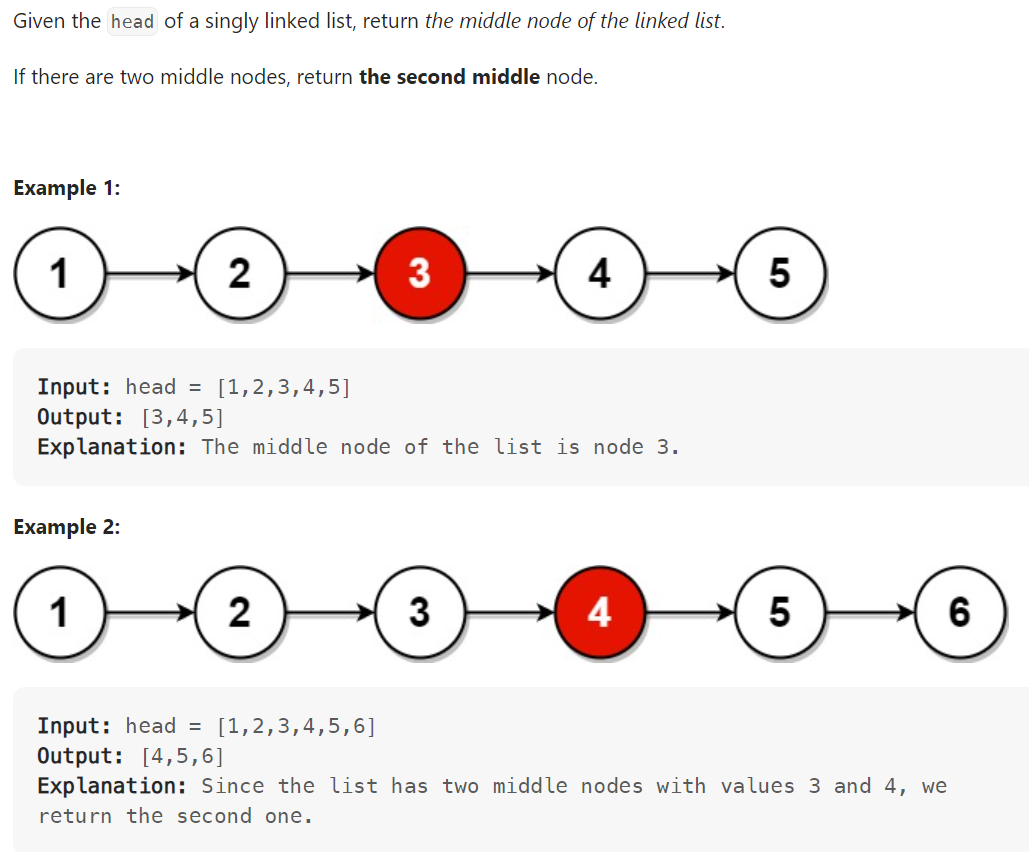 Given the head of a singly linked list, return the middle node of the linked list.
If there are two middle nodes, return the second middle node.
Example 1:
1 2 3 4 5
Input: head = [1,2,3,4,5]
Output: [3,4,5]
Explanation: The middle node of the list is node 3.
Example 2:
1 2 3 4 5 6
Input: head = [1,2,3,4,5,6]
Output: [4,5,6]
Explanation: Since the list has two middle nodes with values 3 and 4, we
return the second one.